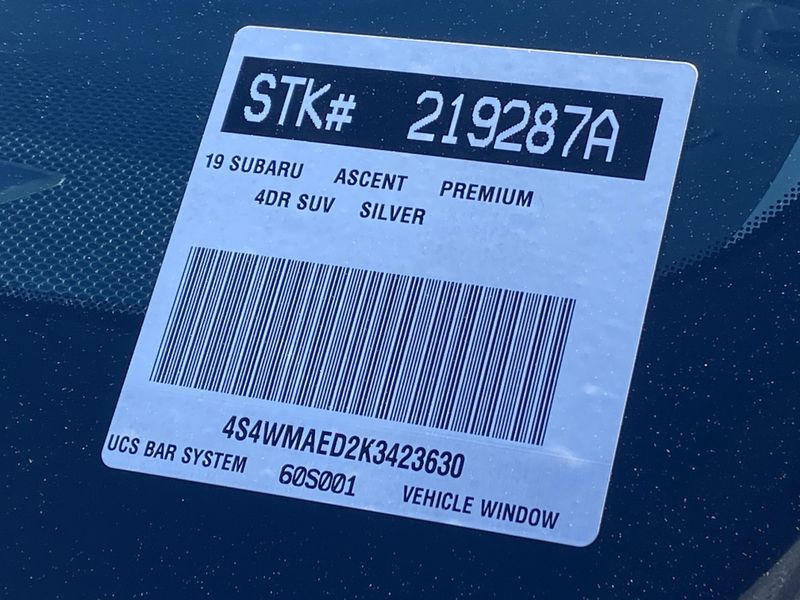 STK# 219287A
19 SUBARU ASCENT PREMIUM
4DR SUV SILVER
4S4WMAED2K3423630
UCS BAR SYSTEM 60S001 VEHICLE WINDOW